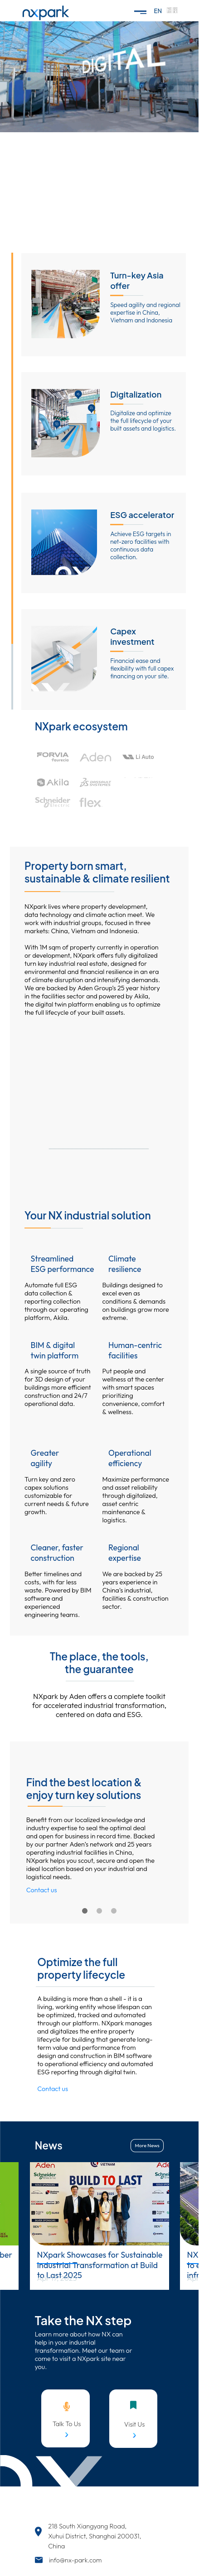 nxpark
EN
DIGITAL
Turn-key Asia
offer
Speed agility and regional
expertise in China,
Vietnam and Indonesia
Digitalization
Digitalize and optimize
the full lifecycle of your
built assets and logistics.
ESG accelerator
Achieve ESG targets in
net-zero facilities with
continuous data
collection.
Capex
investment
Financial ease and
flexibility with full capex
financing on your site.
NXpark ecosystem
FORVIA
faurecia
Aden
Li Auto
Akila
Schneider
Electric
flex
Property born smart,
sustainable & climate resilient
NXpark lives where property development,
data technology and climate action meet. We
work with industrial groups, focused in three
markets: China, Vietnam and Indonesia.
With 1M sqm of property currently in operation
or development, NXpark offers fully digitalized
turn key industrial real estate, designed for
environmental and financial resilience in an era
of climate disruption and intensifying demands.
We are backed by Aden Group's 25 year history
in the facilities sector and powered by Akila,
the digital twin platform enabling us to optimize
the full lifecycle of your built assets.
Your NX industrial solution
Streamlined
ESG performance
Automate full ESG
data collection &
reporting collection
through our operating
platform, Akila.
Climate
resilience
Buildings designed to
excel even as
conditions & demands
on buildings grow more
extreme.
BIM & digital
twin platform
A single source of truth
for 3D design of your
buildings more efficient
construction and 24/7
operational data.
Human-centric
facilities
Put people and
wellness at the center
with smart spaces
prioritizing
convenience, comfort
& wellness.
Greater
agility
Turn key and zero
capex solutions
customizable for
current needs & future
growth.
Operational
efficiency
Maximize performance
and asset reliability
through digitalized,
asset centric
maintenance &
logistics.
Cleaner, faster
construction
Better timelines and
costs, with far less
waste. Powered by BIM
software and
experienced
engineering teams.
Regional
expertise
We are backed by 25
years experience in
China's industrial,
facilities & construction
sector.
The place, the tools,
the guarantee
NXpark by Aden offers a complete toolkit
for accelerated industrial transformation,
centered on data and ESG.
Find the best location &
enjoy turn key solutions
Benefit from our localized knowledge and
industry expertise to seal the optimal deal
and open for business in record time. Backed
by our partner Aden's network and 25 years
operating industrial facilities in China,
NXpark helps you scout, secure and open the
ideal location based on your industrial and
logistical needs.
Contact us
Optimize the full
property lifecycle
A building is more than a shell – it is a
living, working entity whose lifespan can
be optimized, tracked and automated
through our platform. NXpark manages
and digitalizes the entire property
lifecycle for building that generate long-
term value and performance from
design and construction in BIM software
to operational efficiency and automated
ESG reporting through digital twin.
Contact us
News
More News
Aden
Schneider
VIETNAM
BUILD TO LAST
ber
NXpark Showcases for Sustainable
Industrial Transformation at Build
to Last 2025
NX
to
infr
Take the NX step
Learn more about how NX can
help in your industrial
transformation. Meet our team or
come to visit a NXpark site near
you.
Talk To Us
Visit Us
218 South Xiangyang Road,
Xuhui District, Shanghai 200031,
China
info@nx-park.com